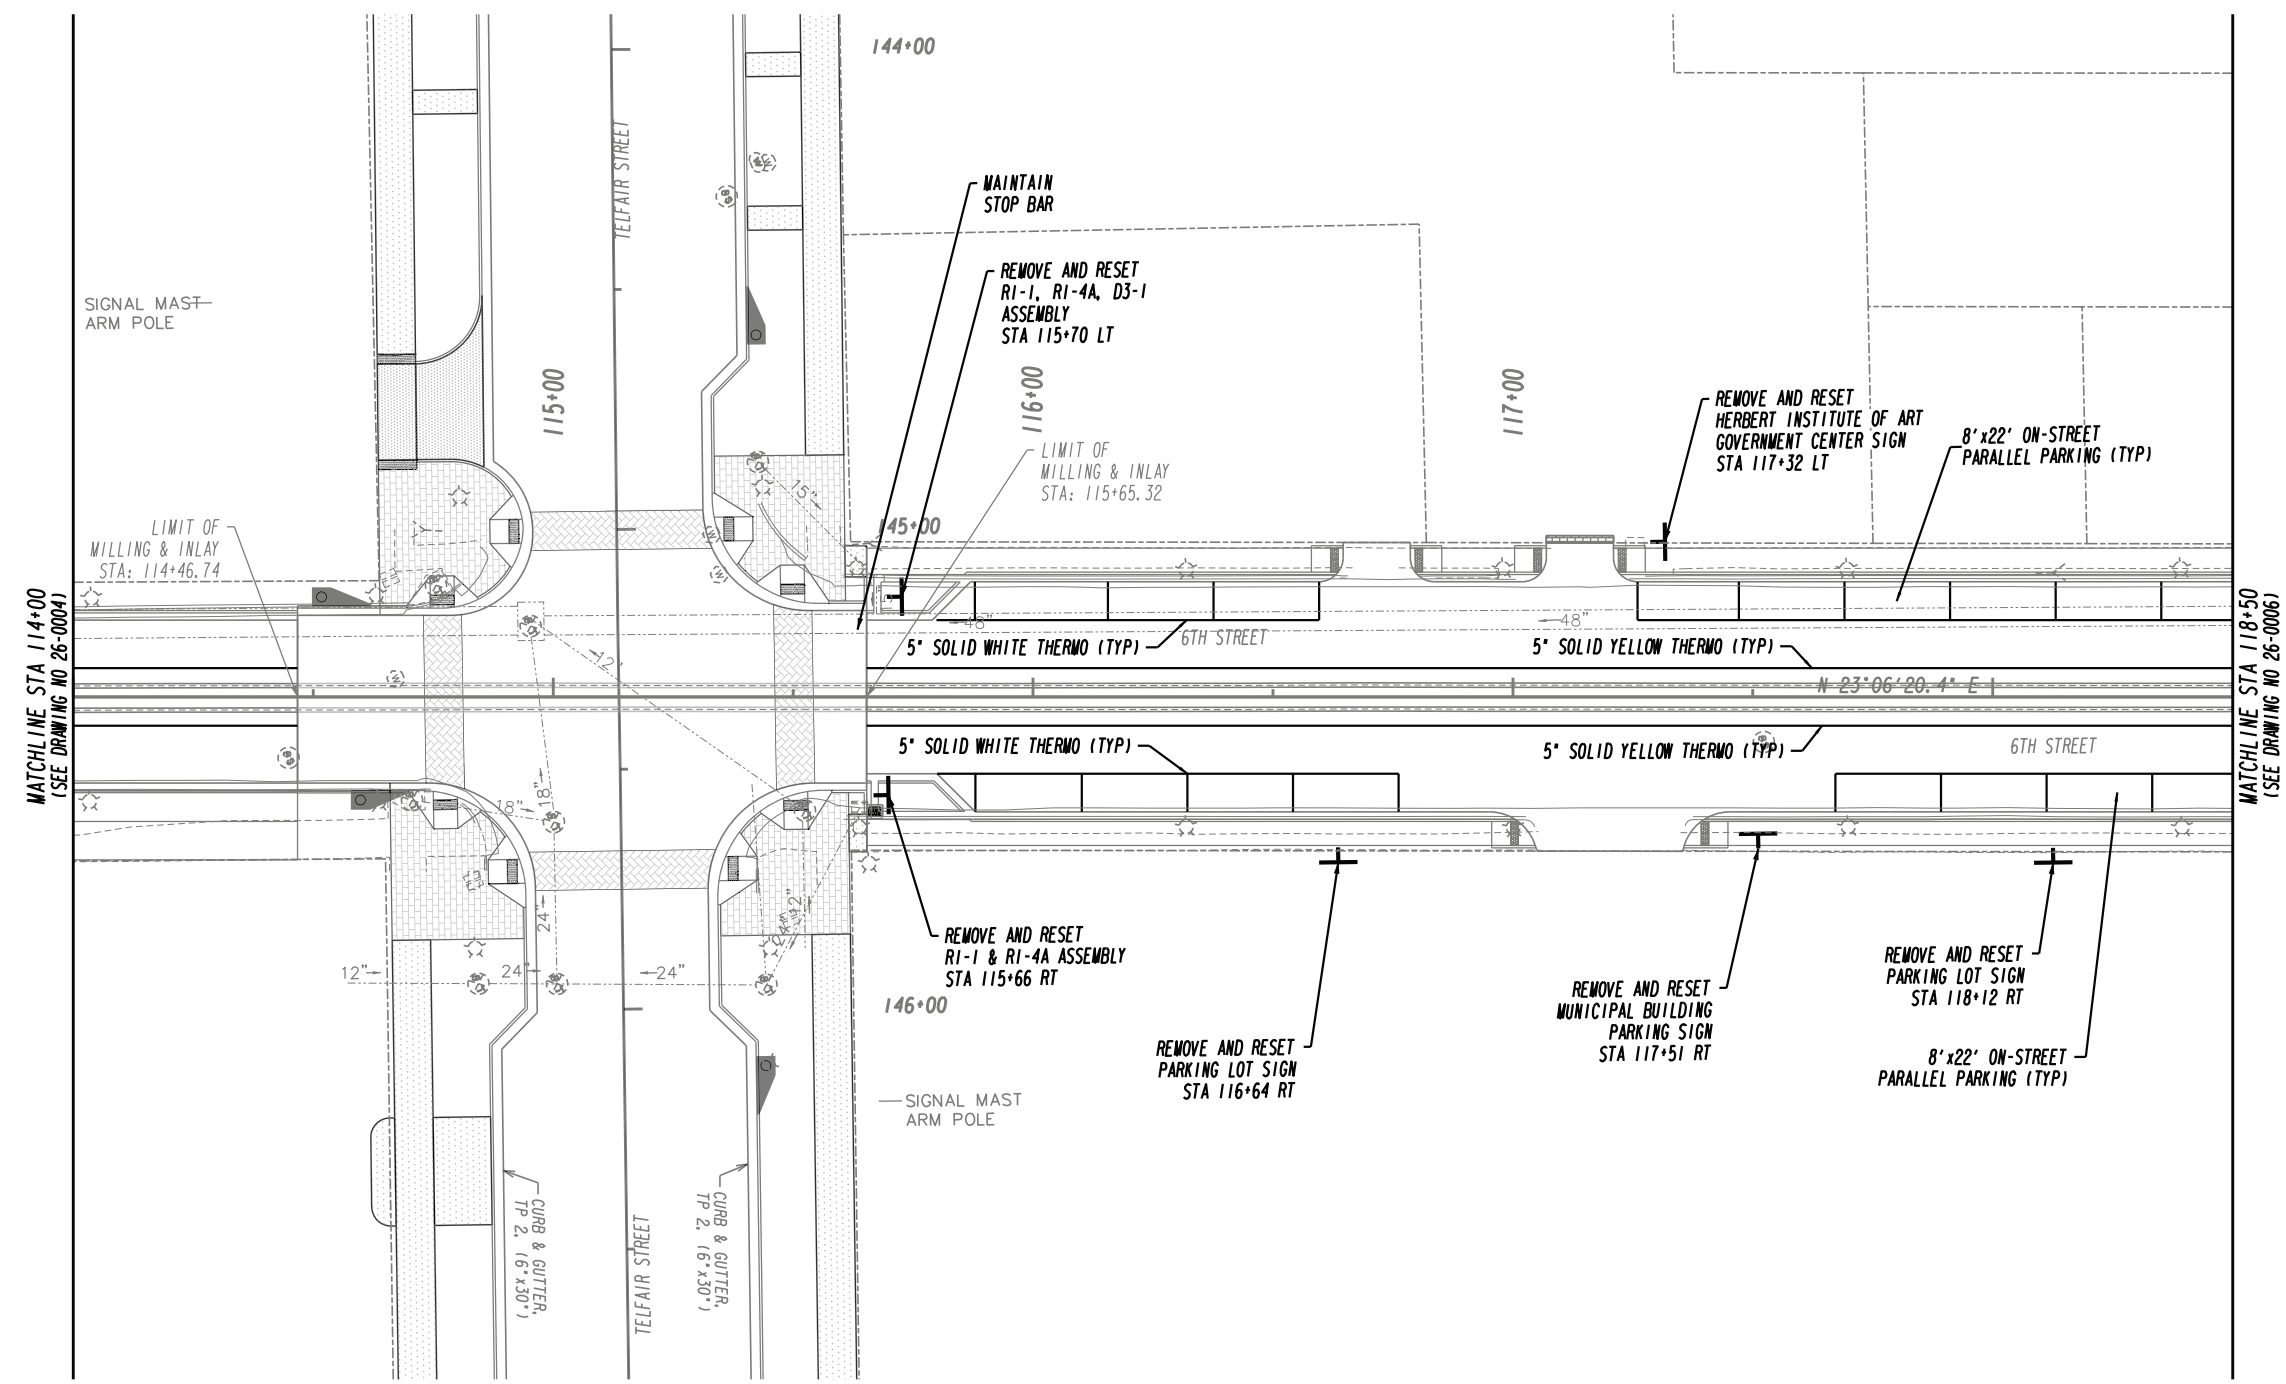 144+00
TELFAIR STREET
MAINTAIN
STOP BAR
REMOVE AND RESET
R1-1, R1-4A, D3-1
ASSEMBLY
STA 115+70 LT
SIGNAL MAST
ARM POLE
115+00
116+00
117+00
REMOVE AND RESET
HERBERT INSTITUTE OF ART
GOVERNMENT CENTER SIGN
STA 117+32 LT
8'x22' ON-STREET
PARALLEL PARKING (TYP)
LIMIT OF
MILLING & INLAY
STA: 115+65.32
15"
145+00
LIMIT OF
MILLING & INLAY
STA: 114+46.74
MATCHLINE STA 114+00
(SEE DRAWING NO 26-0004)
MATCHLINE STA 118+50
(SEE DRAWING NO 26-0006)
48"
48"
6TH STREET
5" SOLID WHITE THERMO (TYP)
5" SOLID YELLOW THERMO (TYP)
12"
N 23°06'20.4" E
5" SOLID WHITE THERMO (TYP)
5" SOLID YELLOW THERMO (TYP)
6TH STREET
18"
18"
24"
12"
24"
12"
24"
24"
REMOVE AND RESET
R1-1 & R1-4A ASSEMBLY
STA 115+66 RT
146+00
REMOVE AND RESET
PARKING LOT SIGN
STA 116+64 RT
REMOVE AND RESET
MUNICIPAL BUILDING
PARKING SIGN
STA 117+51 RT
REMOVE AND RESET
PARKING LOT SIGN
STA 118+12 RT
8'x22' ON-STREET
PARALLEL PARKING (TYP)
SIGNAL MAST
ARM POLE
CURB & GUTTER,
TP 2, (6"x30")
TELFAIR STREET
CURB & GUTTER,
TP 2, (6"x30")